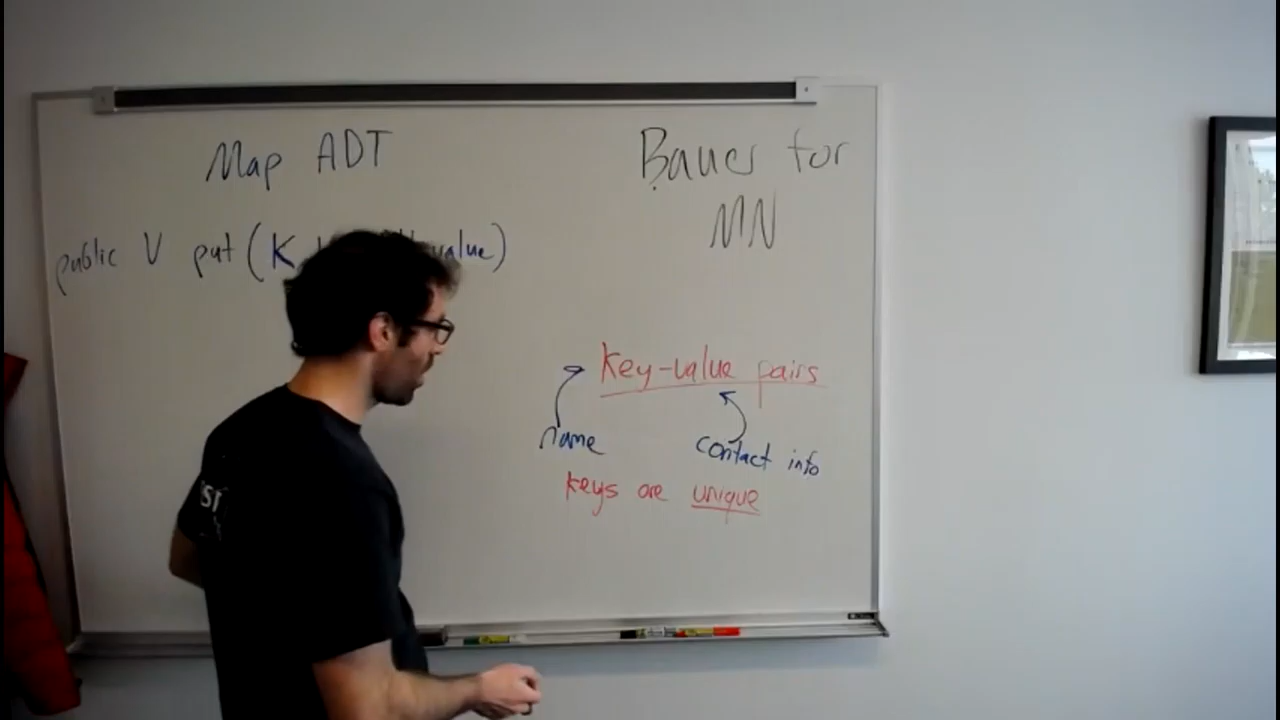 Map ADT
public V put (K value)
Bauer for
MN
key-value pairs
name
contact info
keys are unique